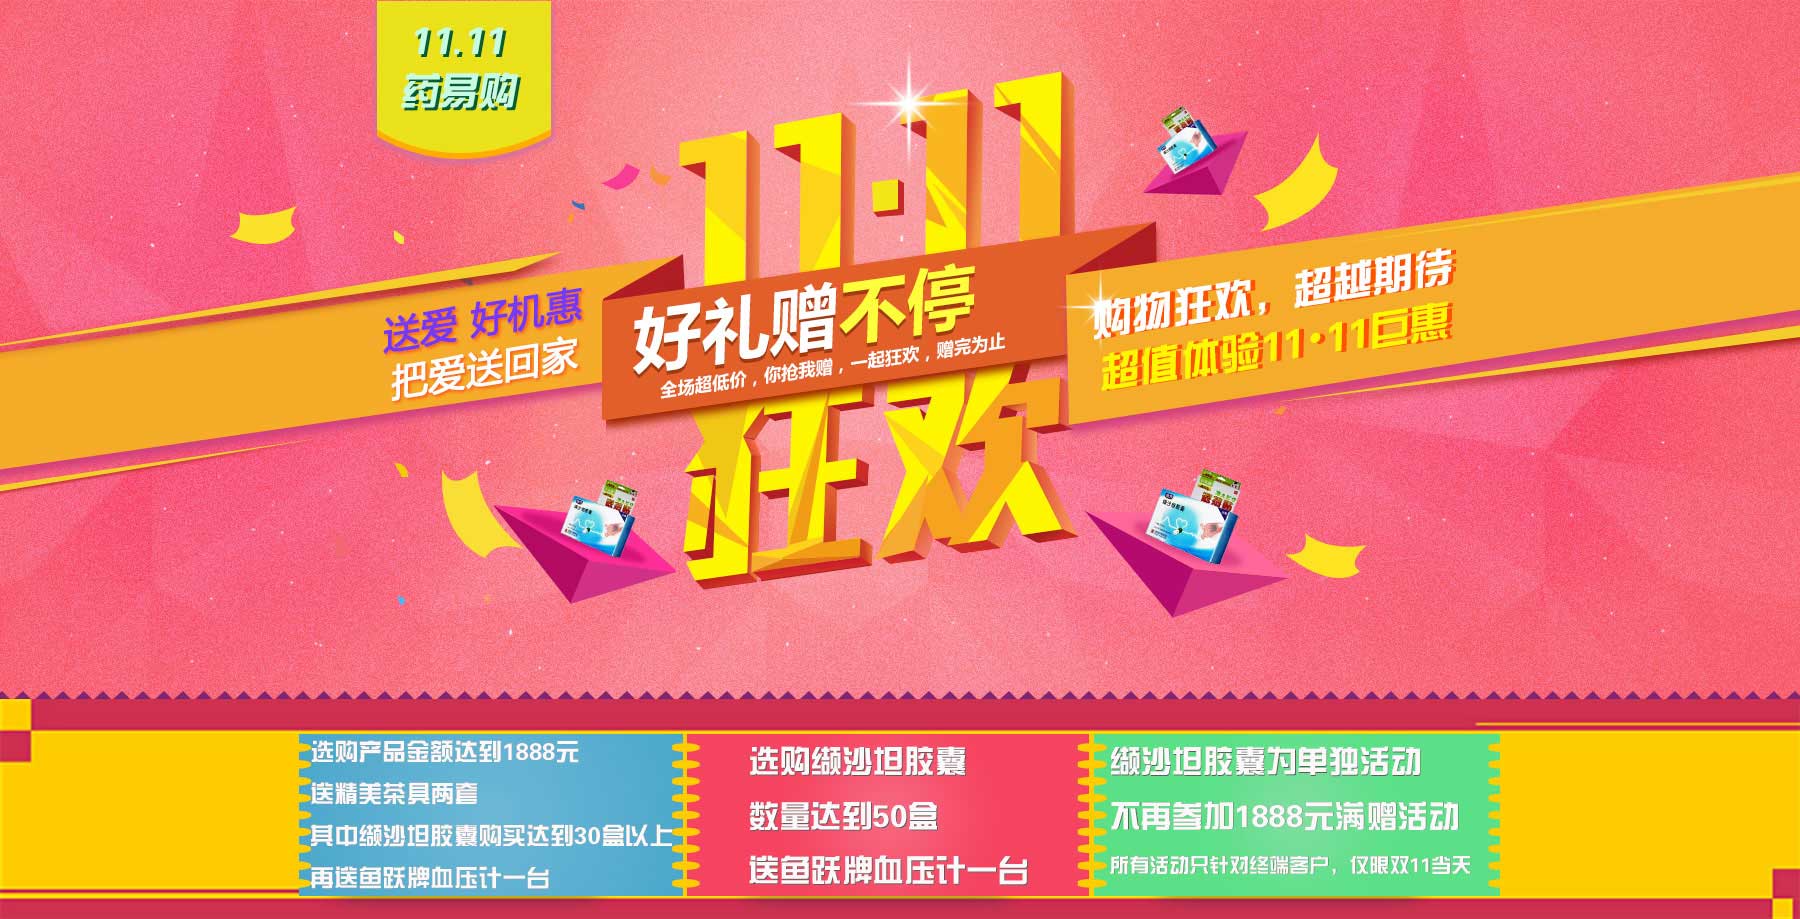 11.11
药易购
11·11
狂欢
送爱 好机惠
把爱送回家
好礼赠不停
全场超低价，你抢我赠，一起狂欢，赠完为止
购物狂欢，超越期待
超值体验11·11巨惠
选购产品金额达到1888元
送精美茶具两套
其中缬沙坦胶囊购买达到30盒以上
再送鱼跃牌血压计一台
选购缬沙坦胶囊
数量达到50盒
送鱼跃牌血压计一台
缬沙坦胶囊为单独活动
不再参加1888元满赠活动
所有活动只针对终端客户，仅限双11当天